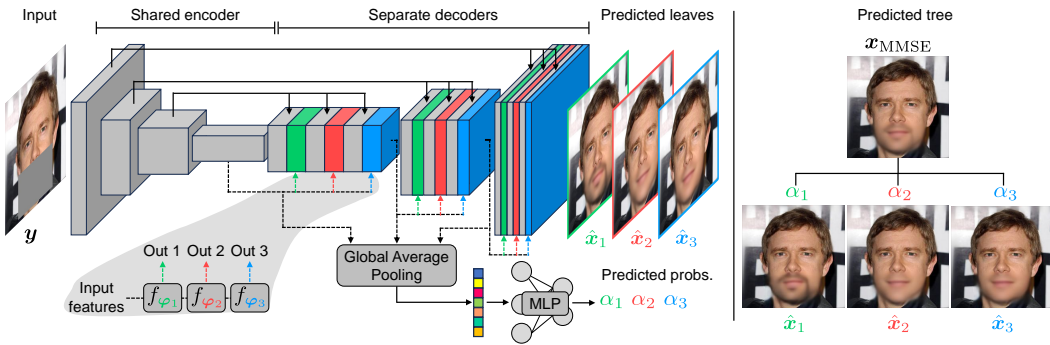 Input
Shared encoder
Separate decoders
Predicted leaves
Predicted tree
x_MMSE
y
x̂₁ x̂₂ x̂₃
α₁ α₂ α₃
Out 1 Out 2 Out 3
Input
features
f_φ₁ f_φ₂ f_φ₃
Global Average
Pooling
MLP
Predicted probs.
α₁ α₂ α₃
x̂₁ x̂₂ x̂₃